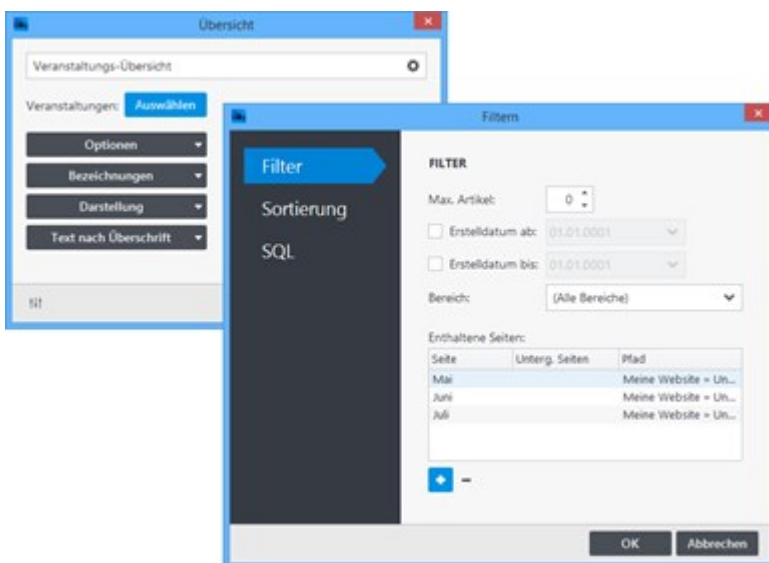 Übersicht
Veranstaltungs-Übersicht
Veranstaltungen: Auswählen
Optionen
Bezeichnungen
Darstellung
Text nach Überschrift
Filtern
Filter
Sortierung
SQL
FILTER
Max. Artikel: 0
Erstelldatum ab: 01.01.0001
Erstelldatum bis: 01.01.0001
Bereich: (Alle Bereiche)
Enthaltene Seiten:
Seite Unterg. Seiten Pfad
Mai Meine Website » Un...
Juni Meine Website » Un...
Juli Meine Website » Un...
OK Abbrechen